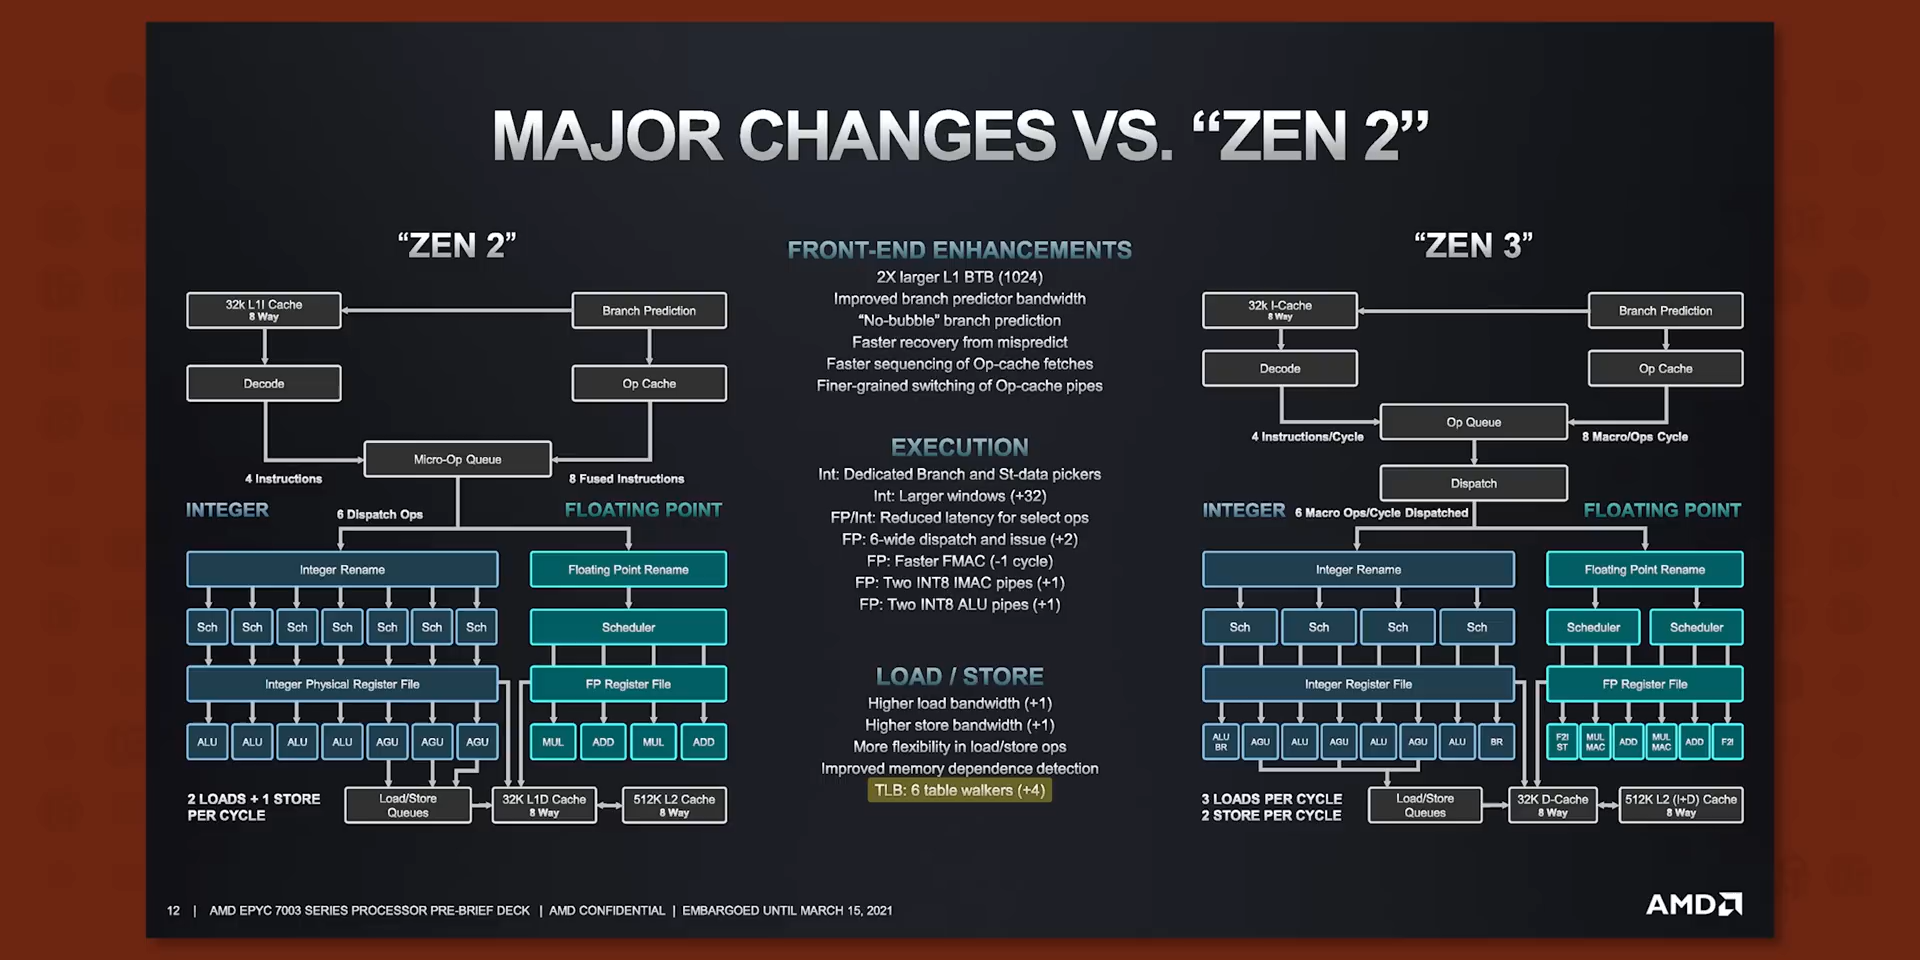 MAJOR CHANGES VS. “ZEN 2”
“ZEN 2”
32k L1I Cache
8 Way
Branch Prediction
Decode
Op Cache
Micro-Op Queue
4 Instructions
8 Fused Instructions
INTEGER
6 Dispatch Ops
FLOATING POINT
Integer Rename
Floating Point Rename
Sch Sch Sch Sch Sch Sch Sch
Scheduler
Integer Physical Register File
FP Register File
ALU ALU ALU ALU AGU AGU AGU
MUL ADD MUL ADD
2 LOADS + 1 STORE
PER CYCLE
Load/Store
Queues
32K L1D Cache
8 Way
512K L2 Cache
8 Way
FRONT-END ENHANCEMENTS
2X larger L1 BTB (1024)
Improved branch predictor bandwidth
“No-bubble” branch prediction
Faster recovery from mispredict
Faster sequencing of Op-cache fetches
Finer-grained switching of Op-cache pipes
EXECUTION
Int: Dedicated Branch and St-data pickers
Int: Larger windows (+32)
FP/Int: Reduced latency for select ops
FP: 6-wide dispatch and issue (+2)
FP: Faster FMAC (-1 cycle)
FP: Two INT8 IMAC pipes (+1)
FP: Two INT8 ALU pipes (+1)
LOAD / STORE
Higher load bandwidth (+1)
Higher store bandwidth (+1)
More flexibility in load/store ops
Improved memory dependence detection
TLB: 6 table walkers (+4)
“ZEN 3”
32k I-Cache
8 Way
Branch Prediction
Decode
Op Cache
Op Queue
4 Instructions/Cycle
8 Macro/Ops Cycle
Dispatch
INTEGER
6 Macro Ops/Cycle Dispatched
FLOATING POINT
Integer Rename
Floating Point Rename
Sch Sch Sch Sch
Scheduler Scheduler
Integer Register File
FP Register File
ALU BR
AGU
ALU
AGU
ALU
AGU
ALU
BR
F2I ST
MUL MAC
ADD
MUL MAC
ADD
F2I
3 LOADS PER CYCLE
2 STORE PER CYCLE
Load/Store
Queues
32K D-Cache
8 Way
512K L2 (I+D) Cache
8 Way
12 | AMD EPYC 7003 SERIES PROCESSOR PRE-BRIEF DECK | AMD CONFIDENTIAL | EMBARGOED UNTIL MARCH 15, 2021
AMD